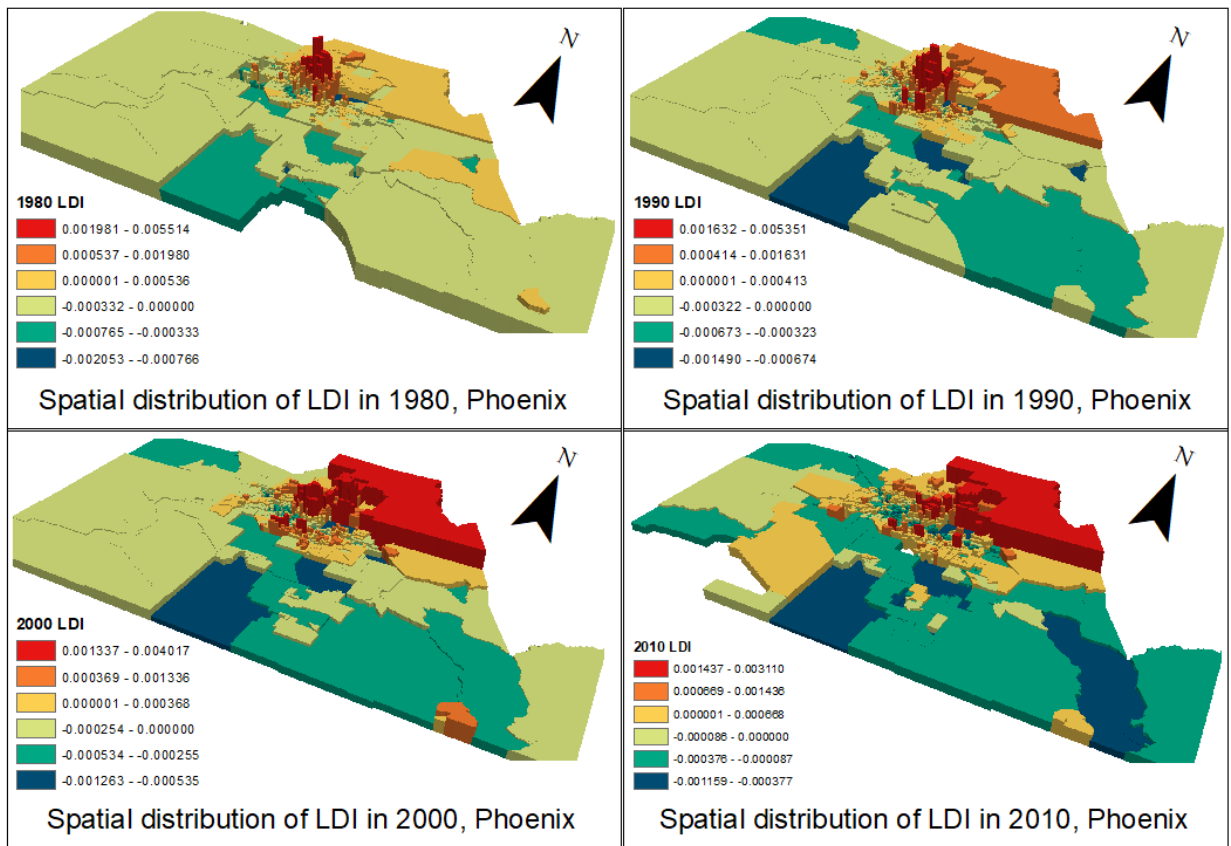 N
1980 LDI
0.001981 - 0.005514
0.000537 - 0.001980
0.000001 - 0.000536
-0.000332 - 0.000000
-0.000765 - -0.000333
-0.002053 - -0.000766
Spatial distribution of LDI in 1980, Phoenix
N
1990 LDI
0.001632 - 0.005351
0.000414 - 0.001631
0.000001 - 0.000413
-0.000322 - 0.000000
-0.000673 - -0.000323
-0.001490 - -0.000674
Spatial distribution of LDI in 1990, Phoenix
N
2000 LDI
0.001337 - 0.004017
0.000369 - 0.001336
0.000001 - 0.000368
-0.000254 - 0.000000
-0.000534 - -0.000255
-0.001263 - -0.000535
Spatial distribution of LDI in 2000, Phoenix
N
2010 LDI
0.001437 - 0.003110
0.000669 - 0.001436
0.000001 - 0.000668
-0.000086 - 0.000000
-0.000376 - -0.000087
-0.001159 - -0.000377
Spatial distribution of LDI in 2010, Phoenix